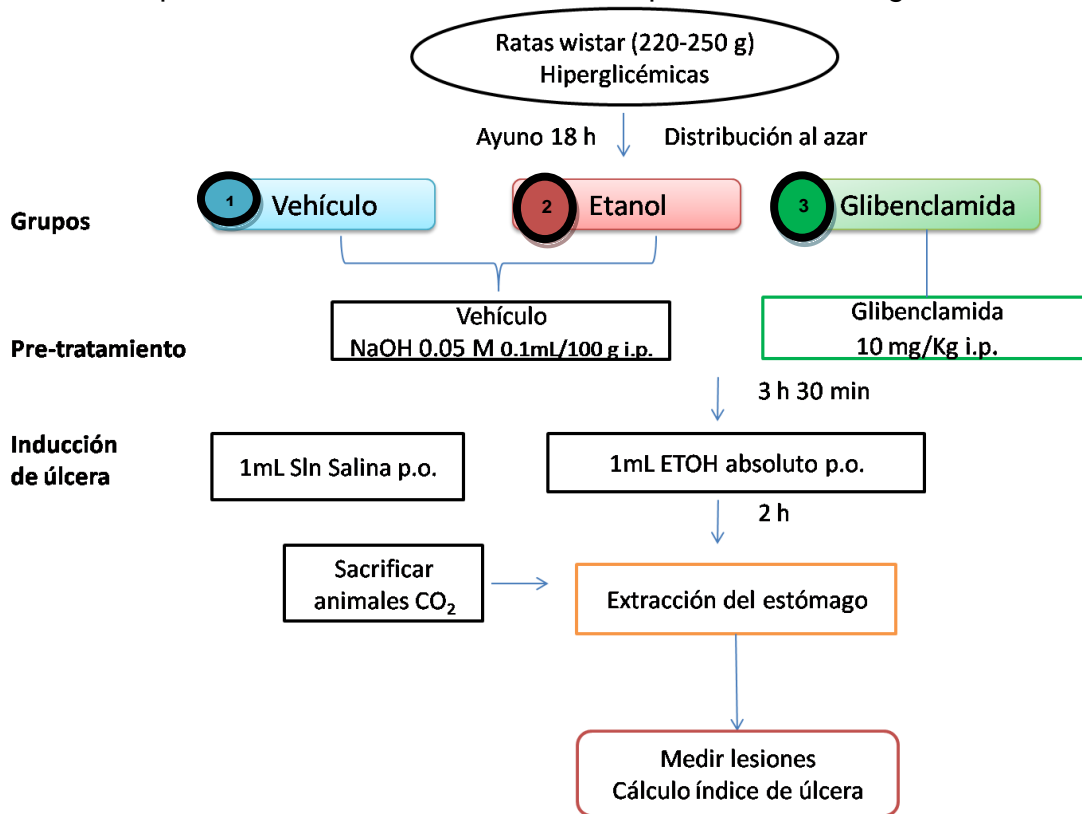 Ratas wistar (220-250 g)
Hiperglicémicas
Ayuno 18 h
Distribución al azar
Grupos
1 Vehículo
2 Etanol
3 Glibenclamida
Pre-tratamiento
Vehículo
NaOH 0.05 M 0.1mL/100 g i.p.
Glibenclamida
10 mg/Kg i.p.
3 h 30 min
Inducción
de úlcera
1mL Sln Salina p.o.
1mL ETOH absoluto p.o.
2 h
Sacrificar
animales CO₂
Extracción del estómago
Medir lesiones
Cálculo índice de úlcera